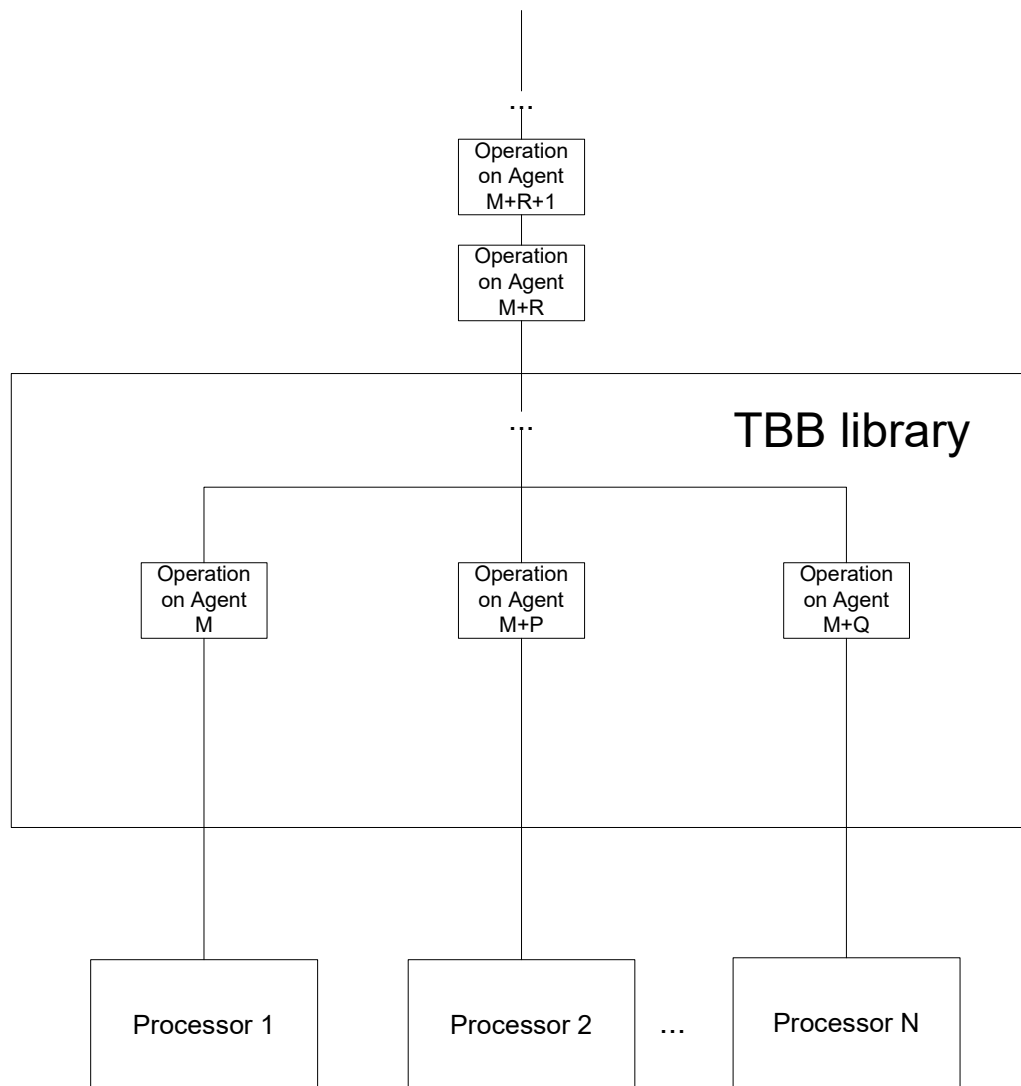 ...
Operation
on Agent
M+R+1
Operation
on Agent
M+R
TBB library
...
Operation
on Agent
M
Operation
on Agent
M+P
Operation
on Agent
M+Q
Processor 1
Processor 2
...
Processor N